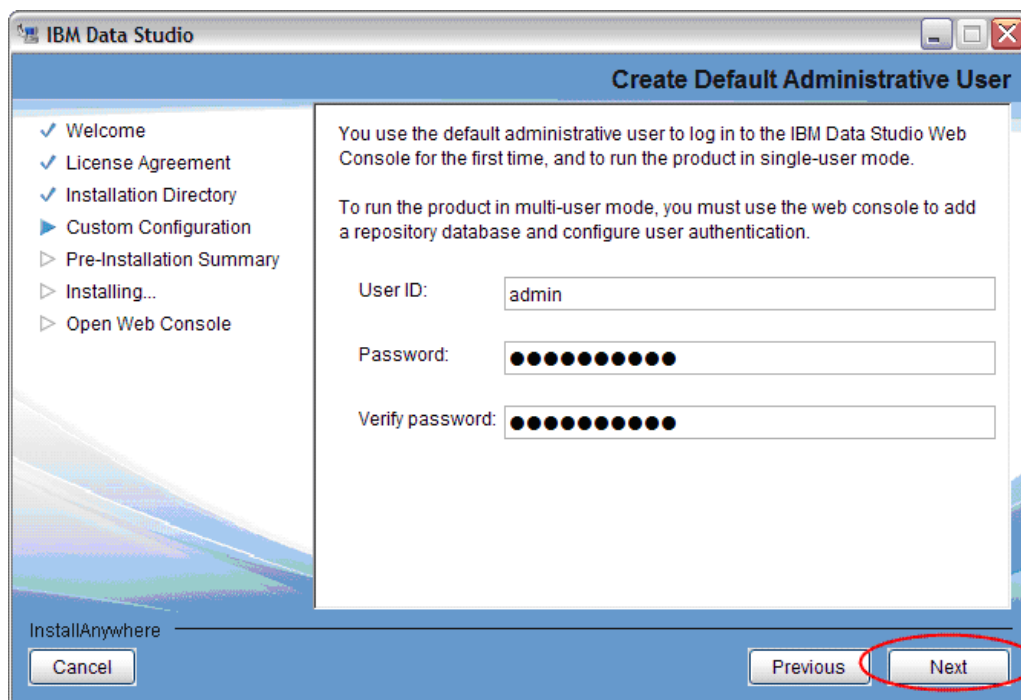 IBM Data Studio
Create Default Administrative User
Welcome
License Agreement
Installation Directory
Custom Configuration
Pre-Installation Summary
Installing...
Open Web Console
You use the default administrative user to log in to the IBM Data Studio Web
Console for the first time, and to run the product in single-user mode.
To run the product in multi-user mode, you must use the web console to add
a repository database and configure user authentication.
User ID:
admin
Password:
●●●●●●●●●●
Verify password:
●●●●●●●●●●
InstallAnywhere
Cancel
Previous
Next